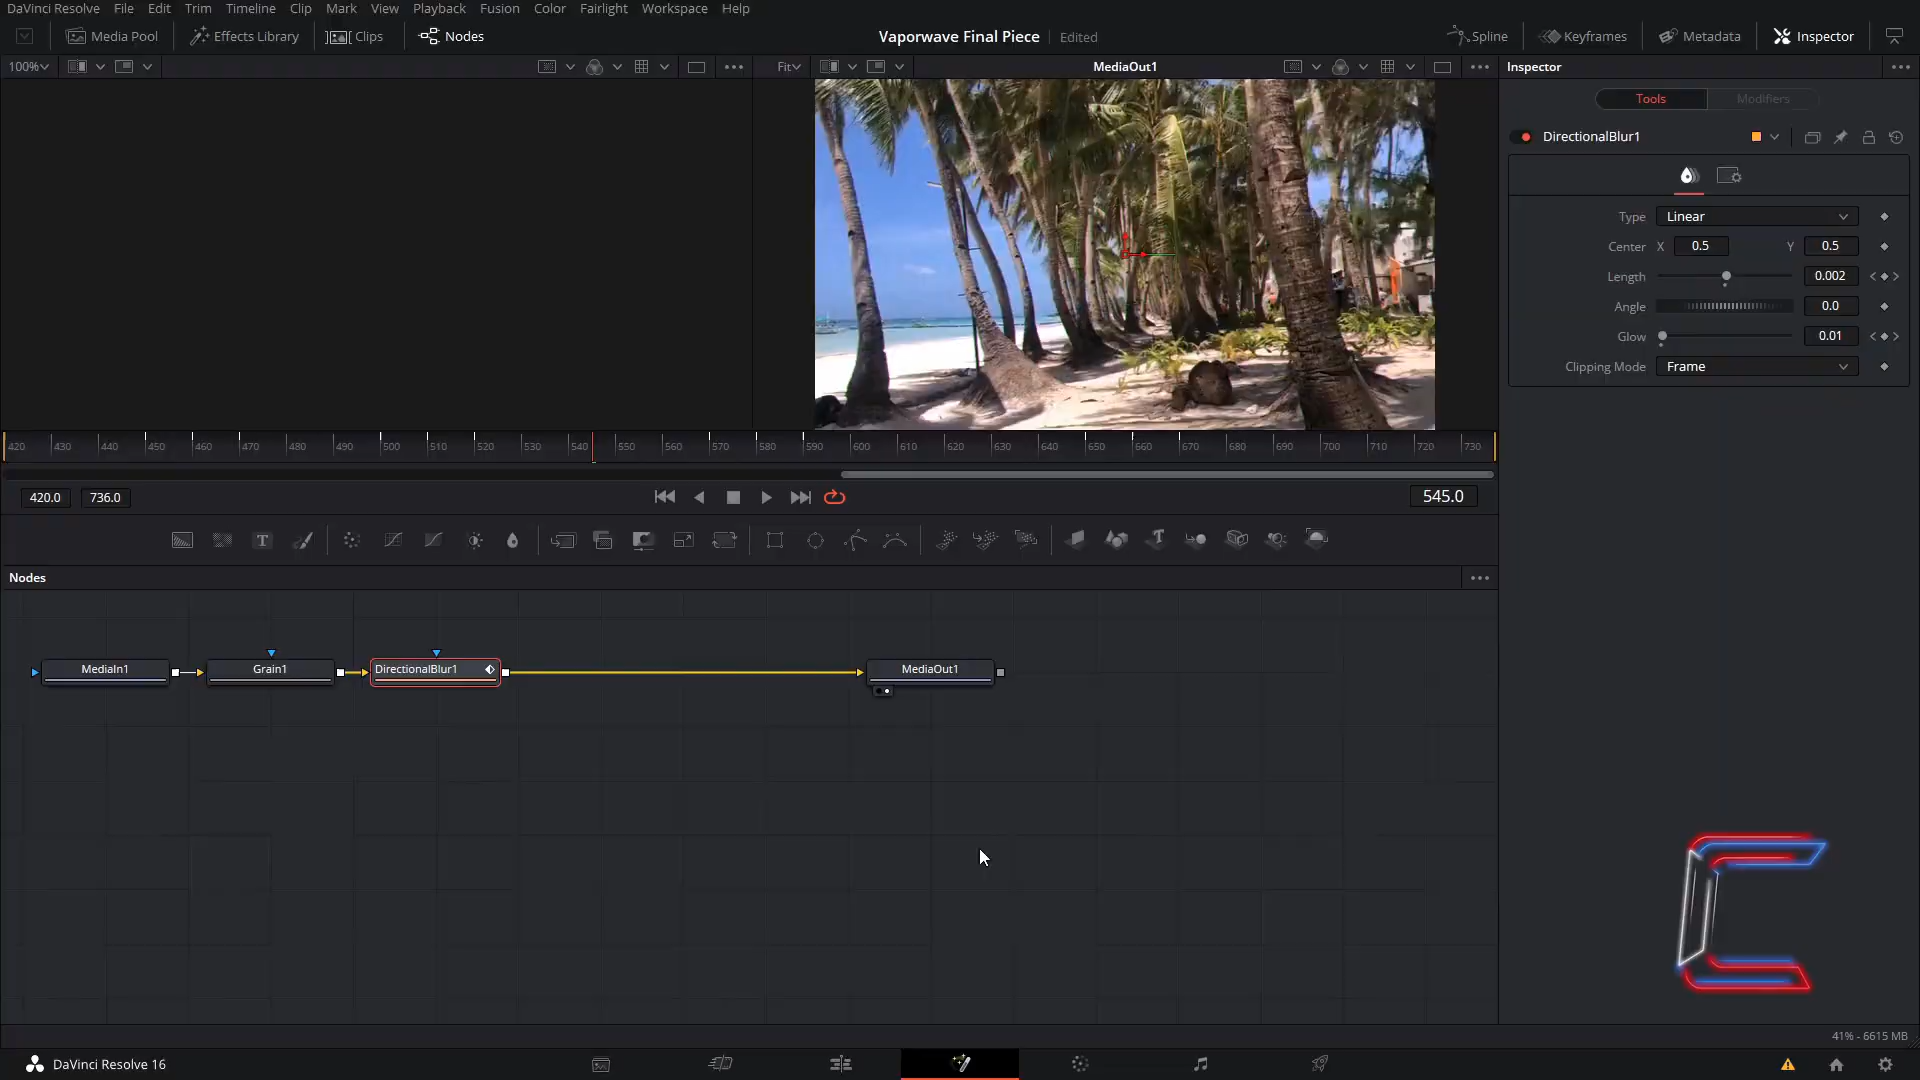 DaVinci Resolve File Edit Trim Timeline Clip Mark View Playback Fusion Color Fairlight Workspace Help
Media Pool Effects Library Clips Nodes Vaporwave Final Piece Edited Spline Keyframes Metadata Inspector
100% Fit MediaOut1 Inspector
Tools Modifiers
DirectionalBlur1
Type Linear
Center X 0.5 Y 0.5
Length 0.002
Angle 0.0
Glow 0.01
Clipping Mode Frame
420 430 440 450 460 470 480 490 500 510 520 530 540 550 560 570 580 590 600 610 620 630 640 650 660 670 680 690 700 710 720 730
420.0 736.0 545.0
T T
Nodes
MediaIn1 Grain1 DirectionalBlur1 MediaOut1
41% - 6615 MB
DaVinci Resolve 16